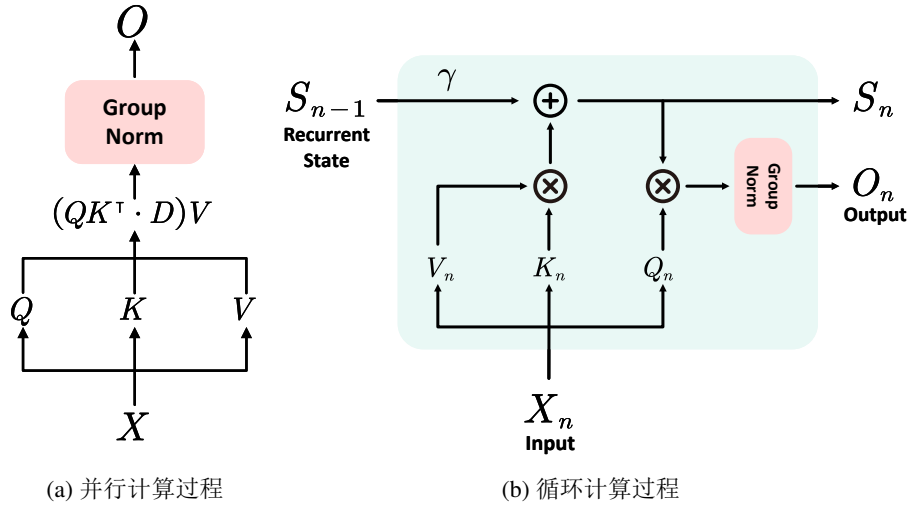 O
Group
Norm
(QK⊺ · D)V
Q K V
X
(a) 并行计算过程
γ
S_{n−1}
Recurrent
State
S_n
Group
Norm
O_n
Output
V_n K_n Q_n
X_n
Input
(b) 循环计算过程